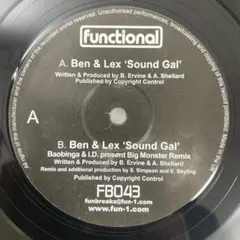 functional
A. Ben & Lex 'Sound Gal'
Written & Produced by B. Ervine & A. Shellard
Published by Copyright Control
A
B. Ben & Lex 'Sound Gal'
Baobinga & I.D. present Big Monster Remix
Written & Produced by B. Ervine & A. Shellard
Remix and additional production by S. Simpson and E. Bayling
Published by Copyright Control
FB043
funbreaks@fun-1.com
www.fun-1.com